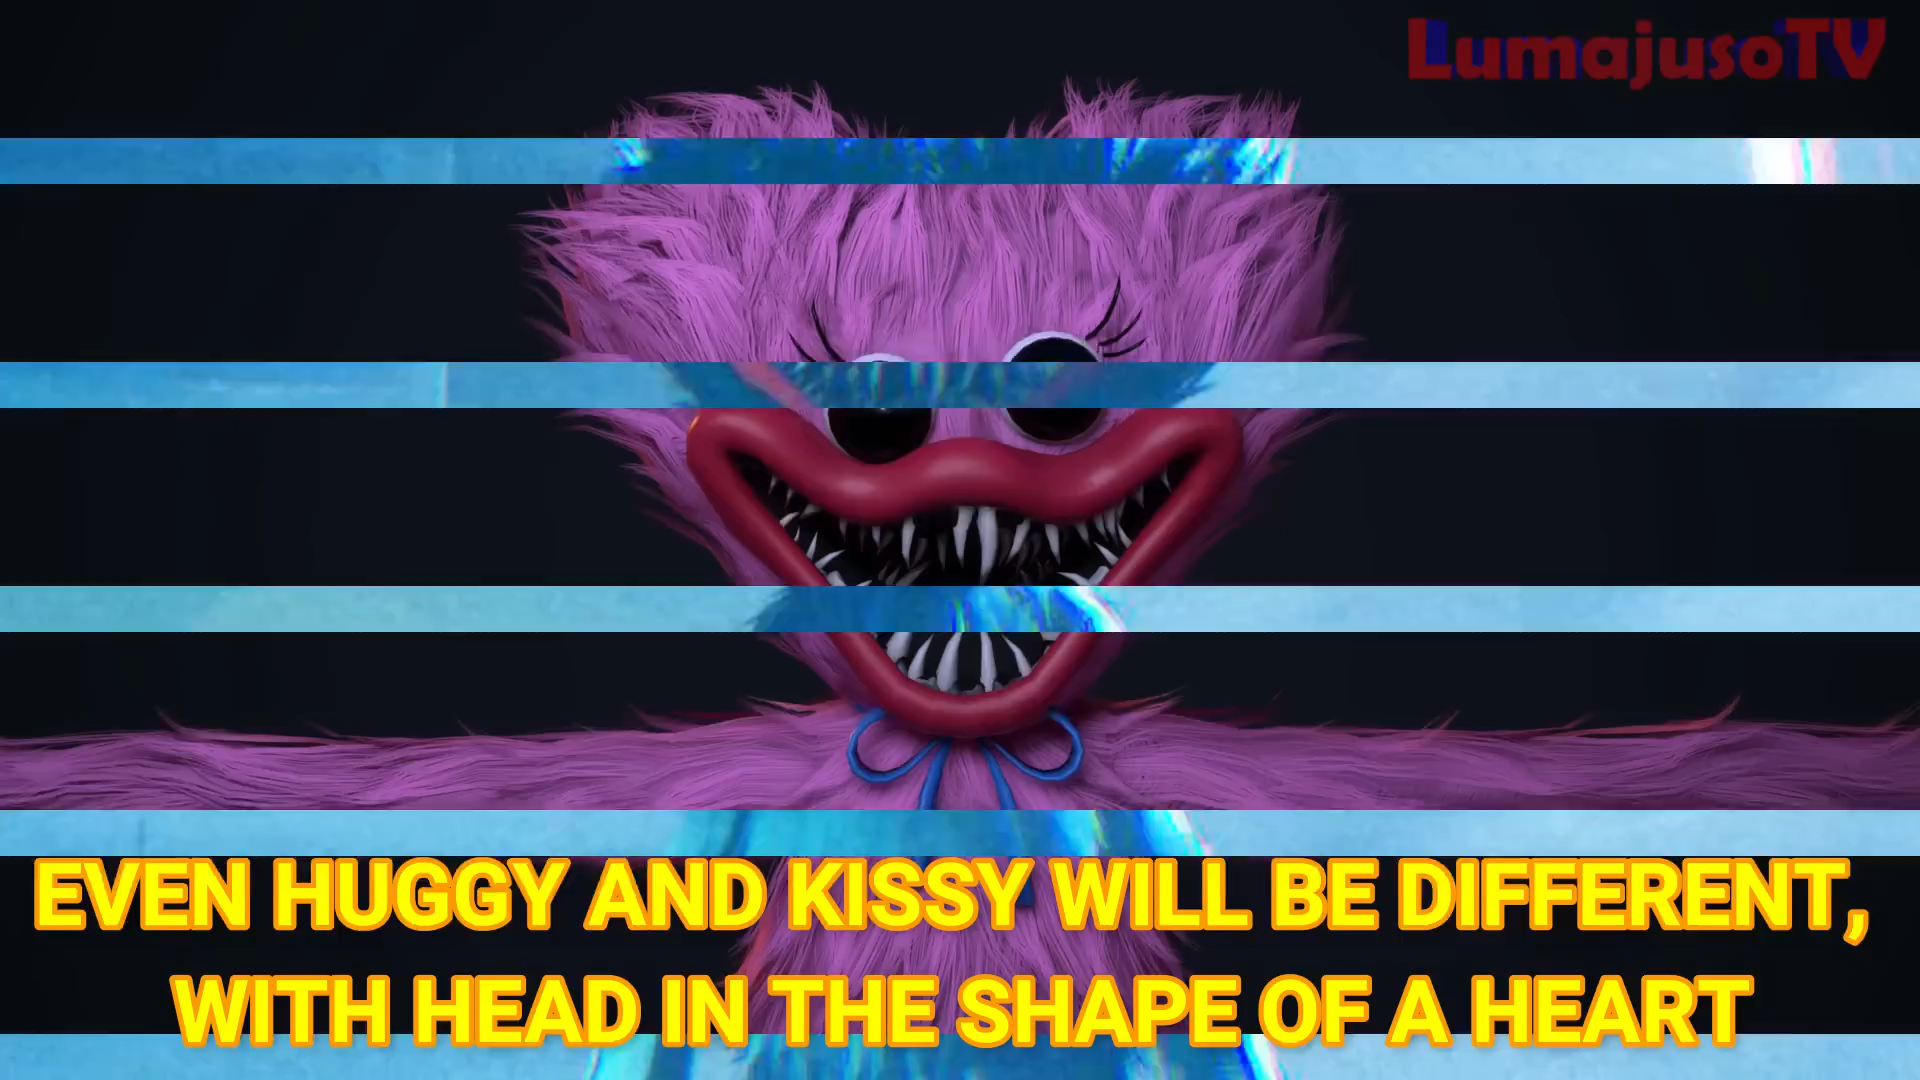 LumajusoTV
EVEN HUGGY AND KISSY WILL BE DIFFERENT,
WITH HEAD IN THE SHAPE OF A HEART